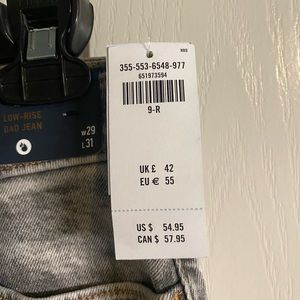 LOW-RISE
DAD JEAN
W29
L31
355-553-6548-977
651973594
9-R
UK £ 42
EU € 55
US $ 54.95
CAN $ 57.95